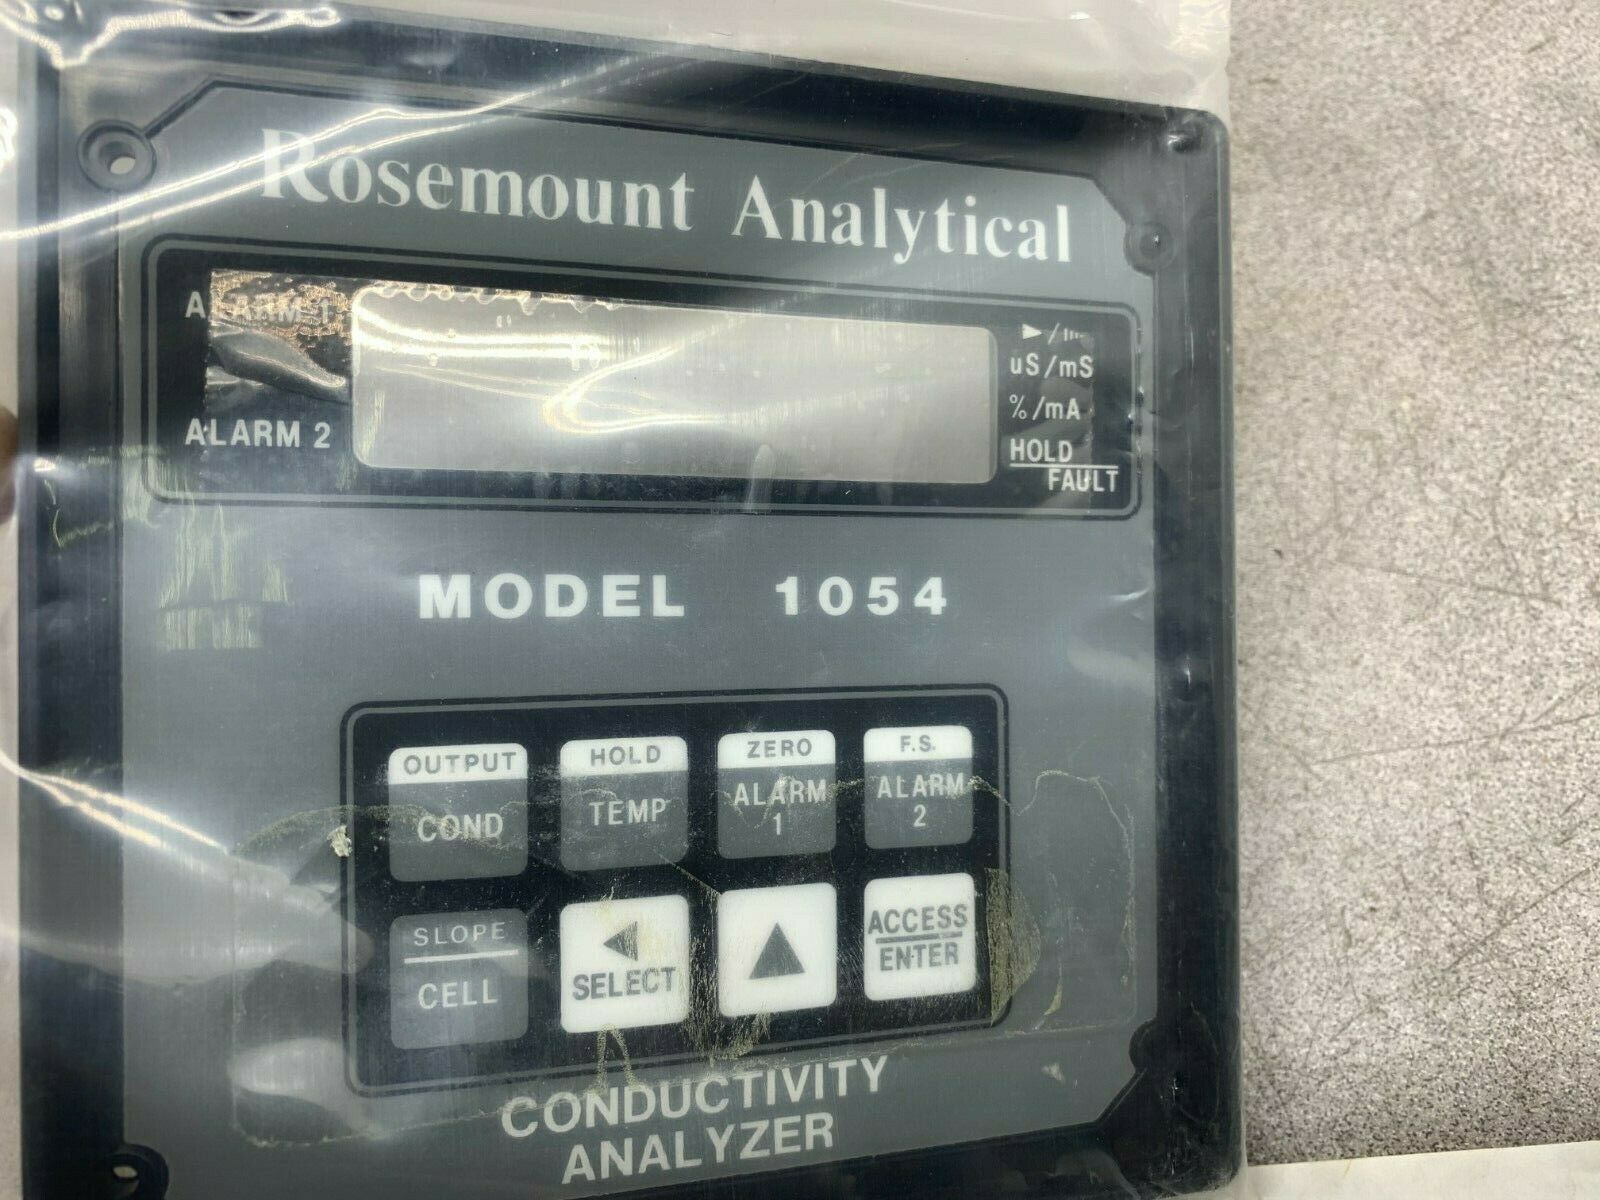 Rosemount Analytical
ALARM 1
uS/mS
%/mA
ALARM 2
HOLD
FAULT
MODEL 1054
OUTPUT
COND
HOLD
TEMP
ZERO
ALARM
1
F.S.
ALARM
2
SLOPE
CELL
SELECT
ACCESS
ENTER
CONDUCTIVITY
ANALYZER